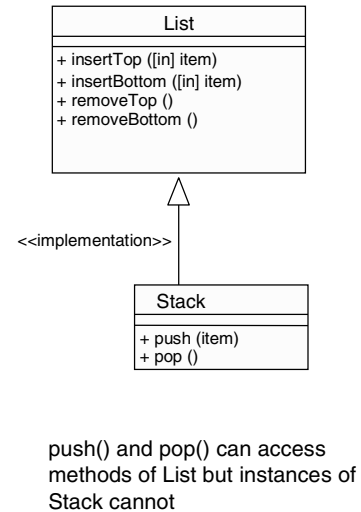 List
+ insertTop ([in] item)
+ insertBottom ([in] item)
+ removeTop ()
+ removeBottom ()
<<implementation>>
Stack
+ push (item)
+ pop ()
push() and pop() can access
methods of List but instances of
Stack cannot